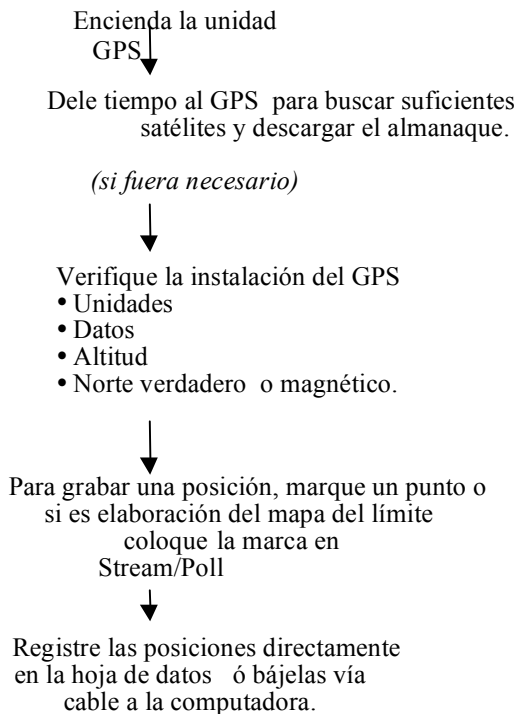 Encienda la unidad
GPS
Dele tiempo al GPS para buscar suficientes
satélites y descargar el almanaque.
(si fuera necesario)
Verifique la instalación del GPS
• Unidades
• Datos
• Altitud
• Norte verdadero o magnético.
Para grabar una posición, marque un punto o
si es elaboración del mapa del límite
coloque la marca en
Stream/Poll
Registre las posiciones directamente
en la hoja de datos ó bájelas vía
cable a la computadora.